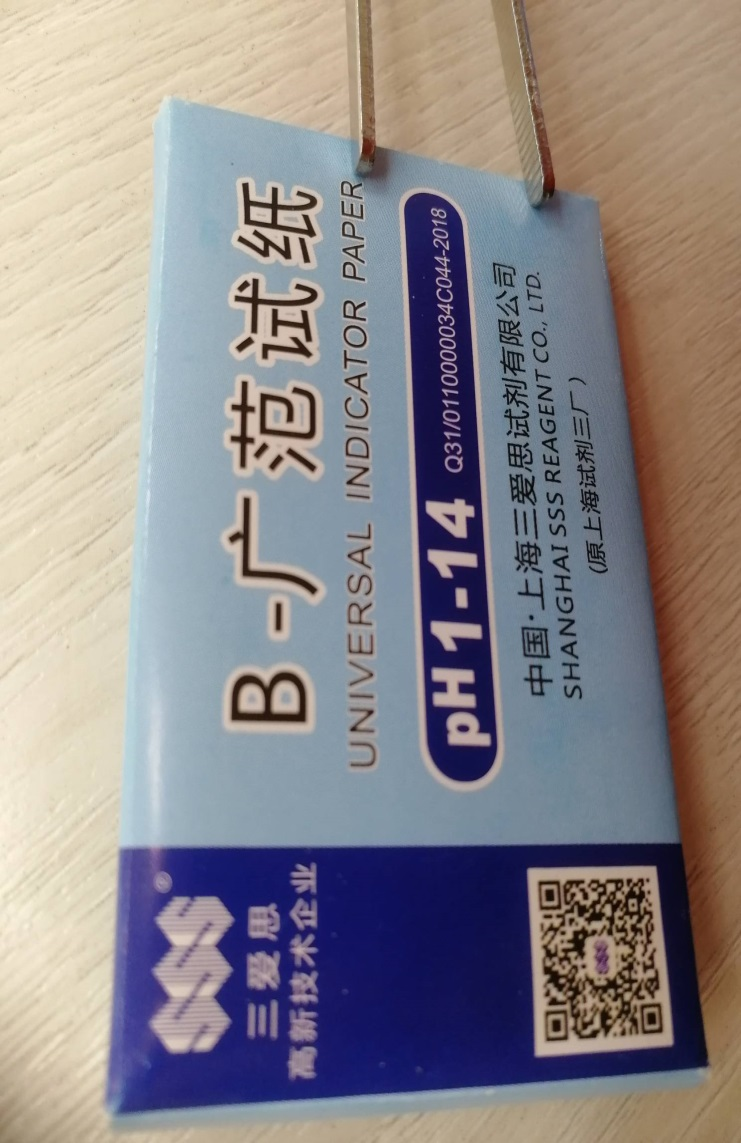 SSS®
三爱思
高新技术企业
B-广范试纸
UNIVERSAL INDICATOR PAPER
pH 1-14 Q31/0110000034C044-2018
中国·上海三爱思试剂有限公司
SHANGHAI SSS REAGENT CO., LTD.
(原上海试剂三厂)
SSS